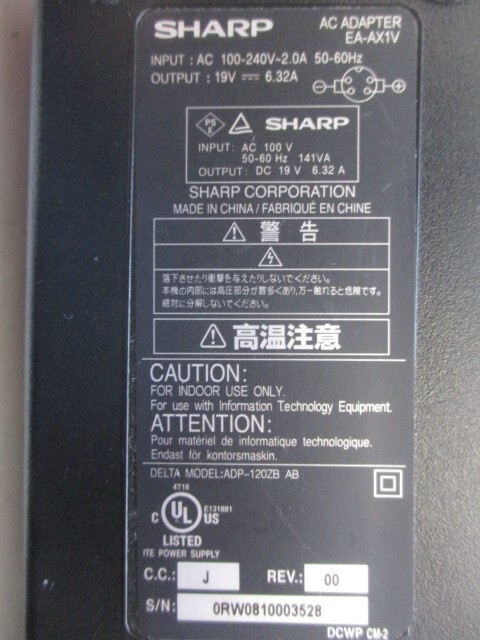 SHARP
AC ADAPTER
EA-AX1V
INPUT : AC 100-240V~2.0A 50-60Hz
OUTPUT : 19V ⎓ 6.32A
PS
E
SHARP
INPUT: AC 100 V
50-60 Hz 141VA
OUTPUT: DC 19 V 6.32 A
SHARP CORPORATION
MADE IN CHINA / FABRIQUÉ EN CHINE
警告
落下させたり衝撃を与えたりしないでください。
本機の内部には高圧部分が数多くあり、万一触れると危険です。
絶対に分解しないでください。
高温注意
CAUTION:
FOR INDOOR USE ONLY.
For use with Information Technology Equipment.
ATTENTION:
Pour matériel de informatique technologique.
Endast för kontorsmaskin.
DELTA MODEL:ADP-120ZB AB
4T18
C UL US
E131881
LISTED
ITE POWER SUPPLY
C.C.: J REV.: 00
S/N: 0RW0810003528
DCWP CM-2